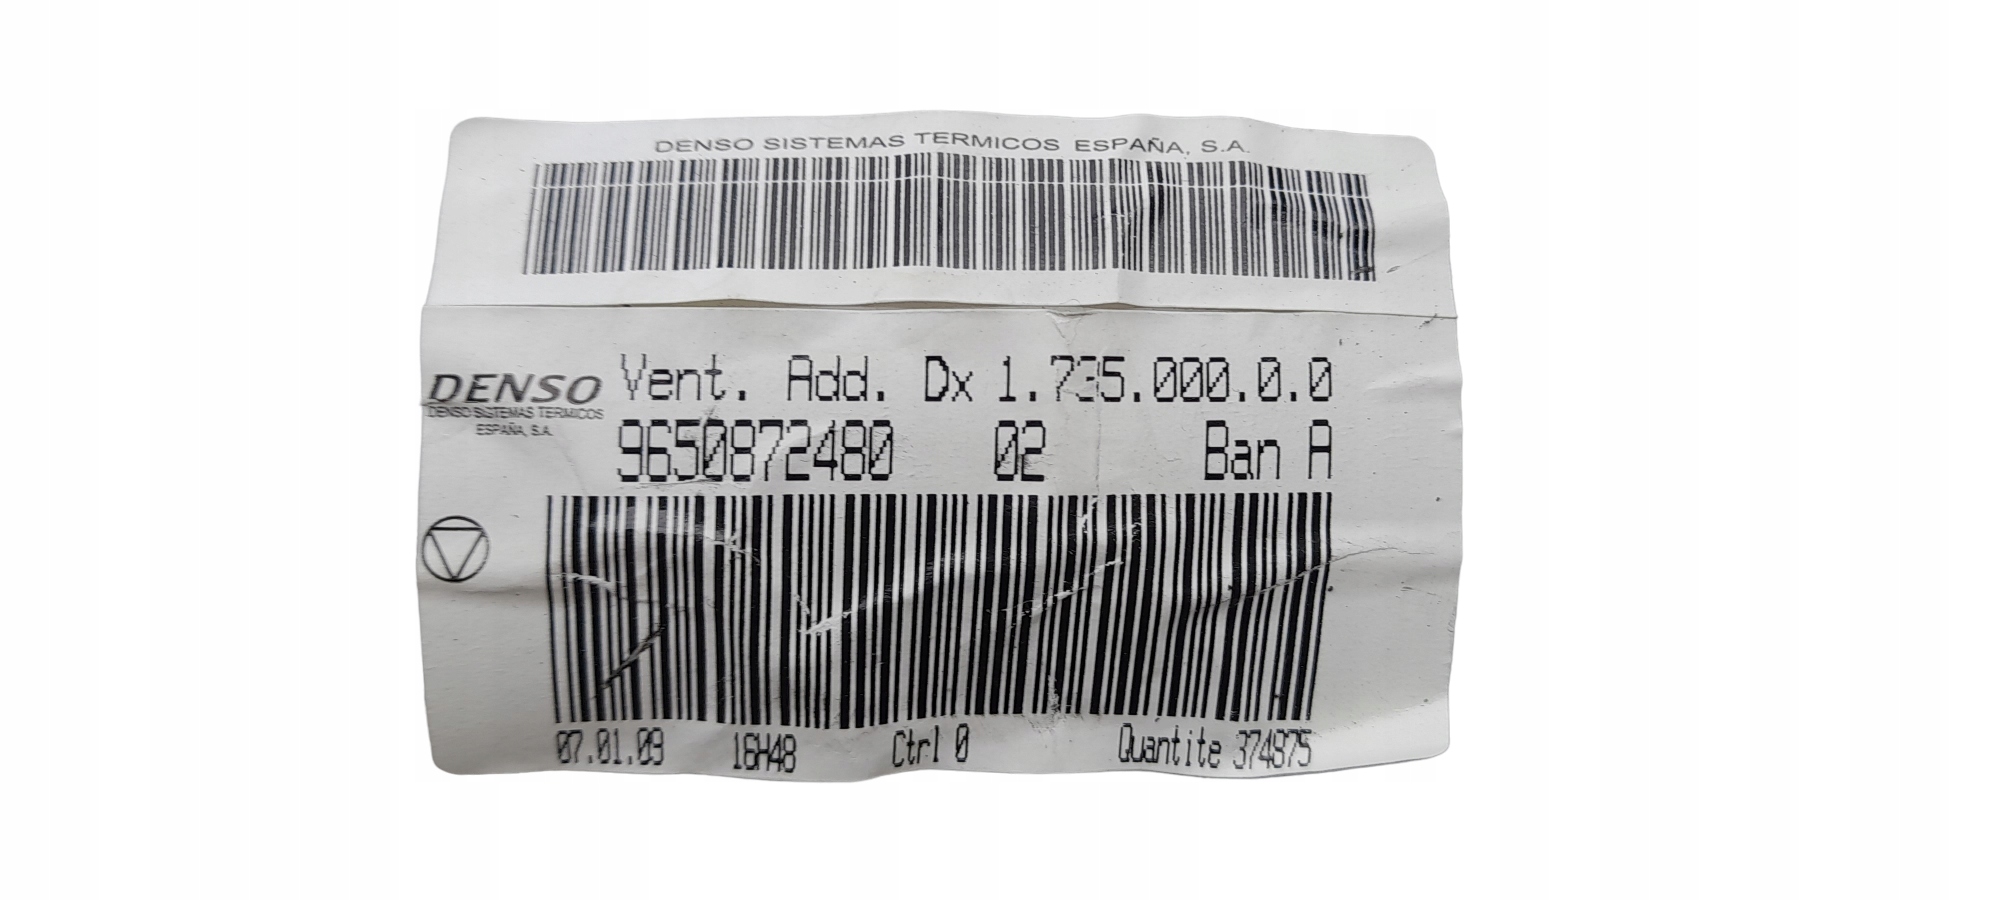 DENSO SISTEMAS TERMICOS ESPAÑA, S.A.
DENSO
DENSO SISTEMAS TERMICOS
ESPAÑA, S.A.
Vent. Add. Dx 1.735.000.0.0
9650872480 02 Ban A
07.01.09 16H48 Ctrl 0 Quantite 374875